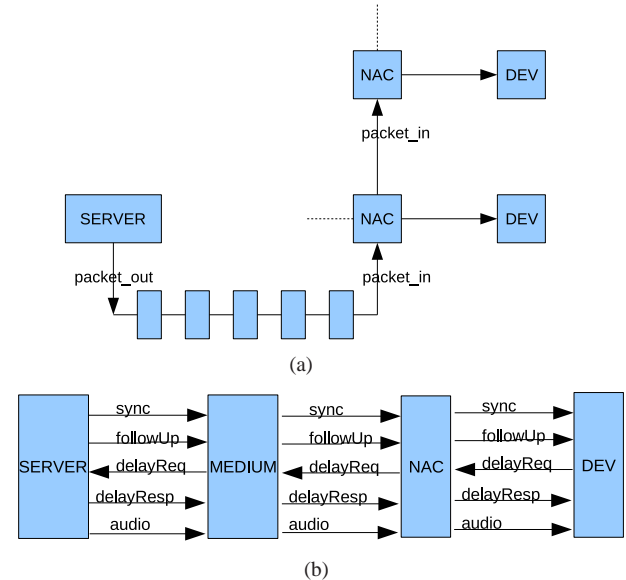 NAC DEV
packet_in
SERVER NAC DEV
packet_out packet_in
(a)
sync sync sync
followUp followUp followUp
SERVER delayReq MEDIUM delayReq NAC delayReq DEV
delayResp delayResp delayResp
audio audio audio
(b)